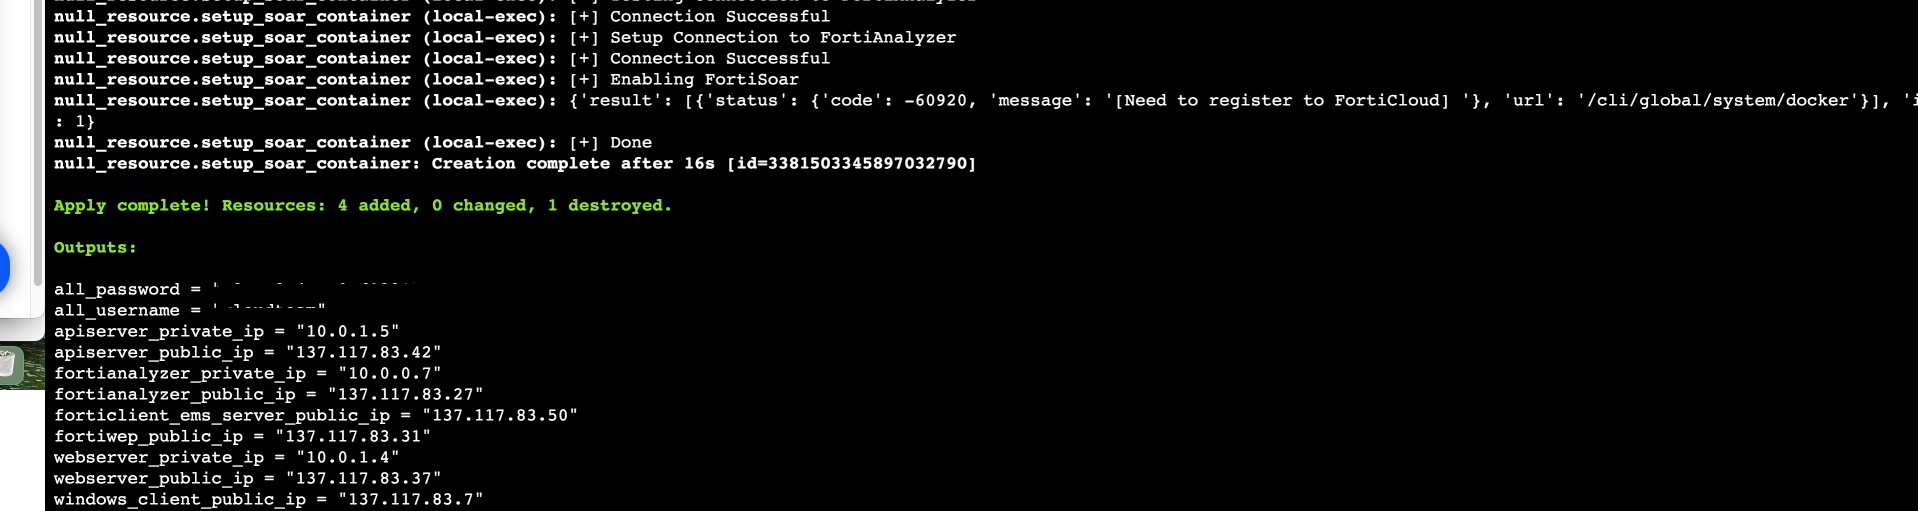 null_resource.setup_soar_container (local-exec): [+] Connection Successful
null_resource.setup_soar_container (local-exec): [+] Setup Connection to FortiAnalyzer
null_resource.setup_soar_container (local-exec): [+] Connection Successful
null_resource.setup_soar_container (local-exec): [+] Enabling FortiSoar
null_resource.setup_soar_container (local-exec): {'result': [{'status': {'code': -60920, 'message': '[Need to register to FortiCloud] '}, 'url': '/cli/global/system/docker'}], 'i
: 1}
null_resource.setup_soar_container (local-exec): [+] Done
null_resource.setup_soar_container: Creation complete after 16s [id=3381503345897032790]
Apply complete! Resources: 4 added, 0 changed, 1 destroyed.
Outputs:
all_password = "
all_username = "
apiserver_private_ip = "10.0.1.5"
apiserver_public_ip = "137.117.83.42"
fortianalyzer_private_ip = "10.0.0.7"
fortianalyzer_public_ip = "137.117.83.27"
forticlient_ems_server_public_ip = "137.117.83.50"
fortiwep_public_ip = "137.117.83.31"
webserver_private_ip = "10.0.1.4"
webserver_public_ip = "137.117.83.37"
windows_client_public_ip = "137.117.83.7"